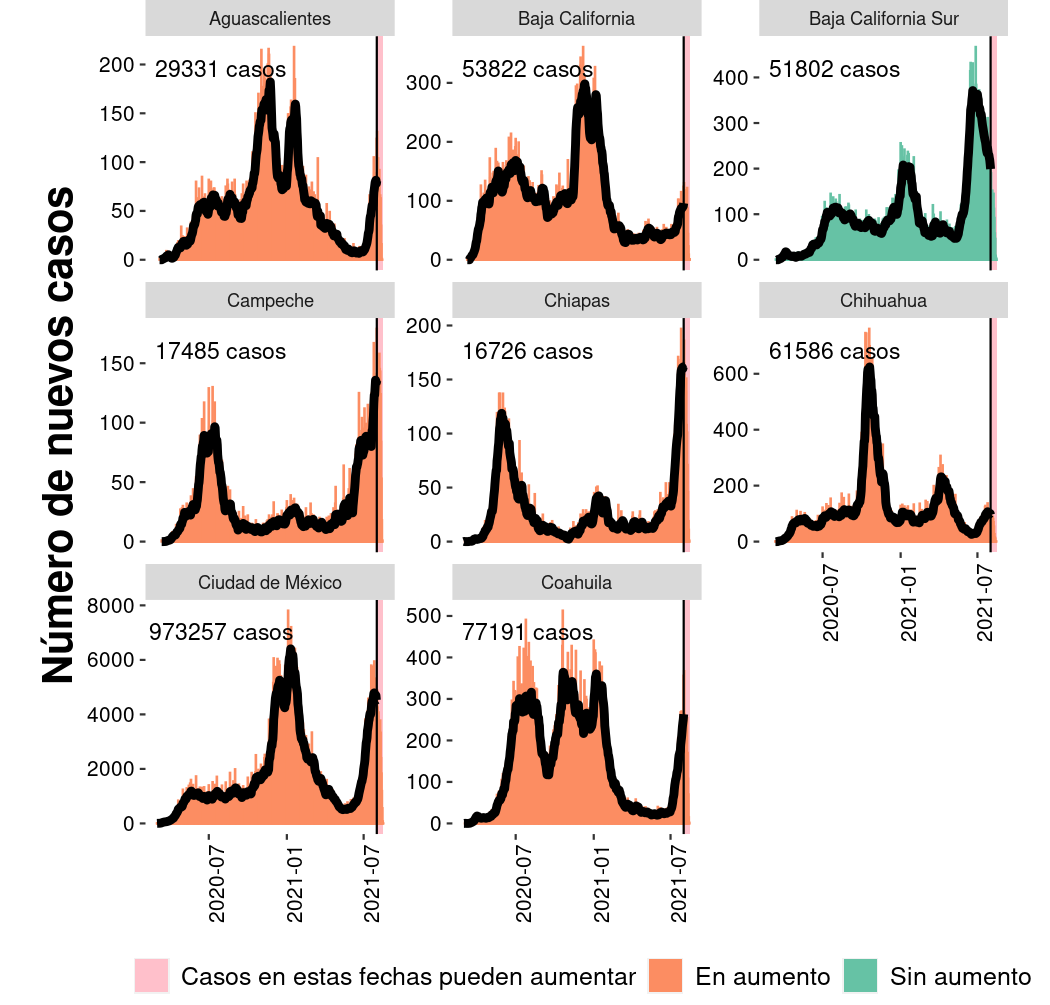 Aguascalientes
Baja California
Baja California Sur
29331 casos
53822 casos
51802 casos
200
150
100
50
0
300
200
100
0
400
300
200
100
0
Número de nuevos casos
Campeche
Chiapas
Chihuahua
17485 casos
16726 casos
61586 casos
150
100
50
0
200
150
100
50
0
600
400
200
0
2020-07
2021-01
2021-07
Ciudad de México
Coahuila
973257 casos
77191 casos
8000
6000
4000
2000
0
500
400
300
200
100
0
2020-07
2021-01
2021-07
2020-07
2021-01
2021-07
Casos en estas fechas pueden aumentar
En aumento
Sin aumento